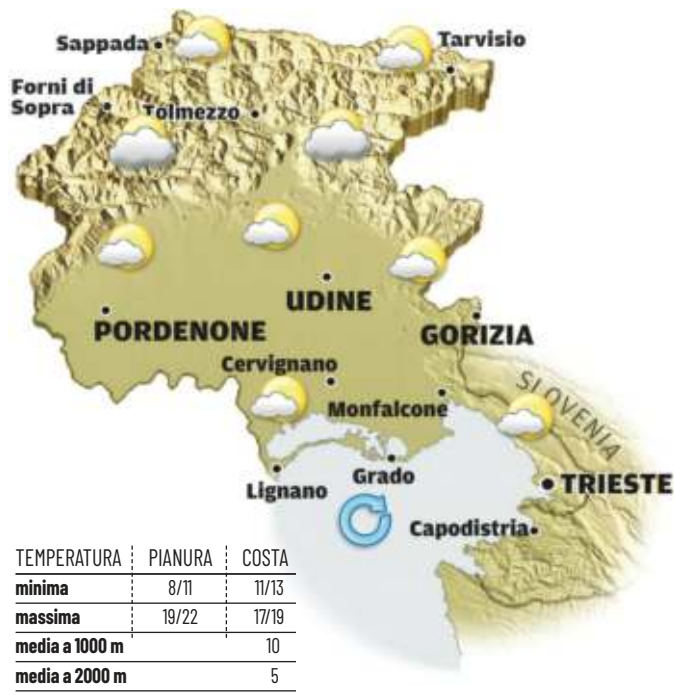 Sappada
Tarvisio
Forni di
Sopra
Tolmezzo
UDINE
PORDENONE
GORIZIA
Cervignano
SLOVENIA
Monfalcone
Grado
Lignano
TRIESTE
Capodistria
TEMPERATURA PIANURA COSTA
minima 8/11 11/13
massima 19/22 17/19
media a 1000 m 10
media a 2000 m 5